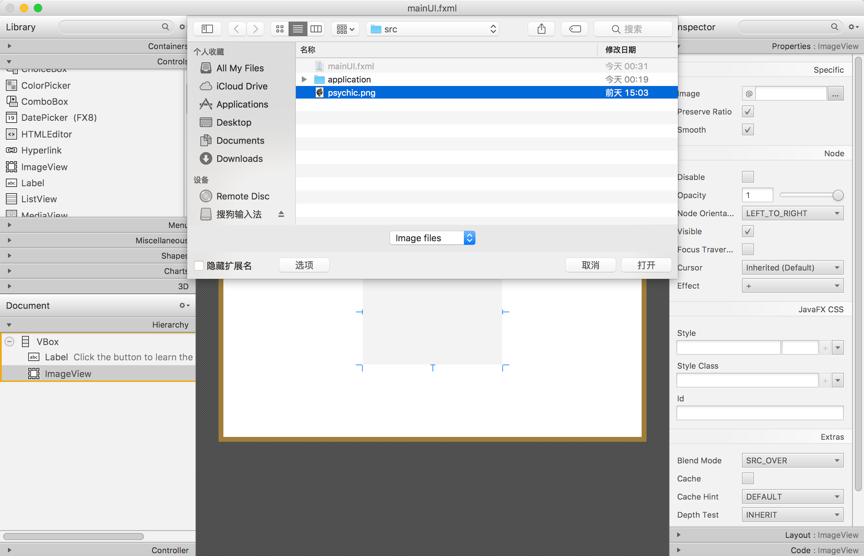 mainUI.fxml
Library
Containers
Controls
ChoiceBox
ColorPicker
ComboBox
DatePicker (FX8)
HTMLEditor
Hyperlink
ImageView
Label
ListView
MediaView
Menu
Miscellaneous
Shapes
Charts
3D
Document
Hierarchy
VBox
Label Click the button to learn the
ImageView
Controller
src
搜索
个人收藏
All My Files
iCloud Drive
Applications
Desktop
Documents
Downloads
设备
Remote Disc
搜狗输入法
名称 修改日期
mainUI.fxml 今天 00:31
application 今天 00:19
psychic.png 前天 15:03
Image files
隐藏扩展名
选项
取消
打开
nspector
Properties : ImageView
Specific
mage @ ...
Preserve Ratio
Smooth
Node
Disable
Opacity 1
Node Orienta... LEFT_TO_RIGHT
Visible
Focus Traver...
Cursor Inherited (Default)
Effect +
JavaFX CSS
Style
+
Style Class
+
Id
Extras
Blend Mode SRC_OVER
Cache
Cache Hint DEFAULT
Depth Test INHERIT
Layout : ImageView
Code : ImageView